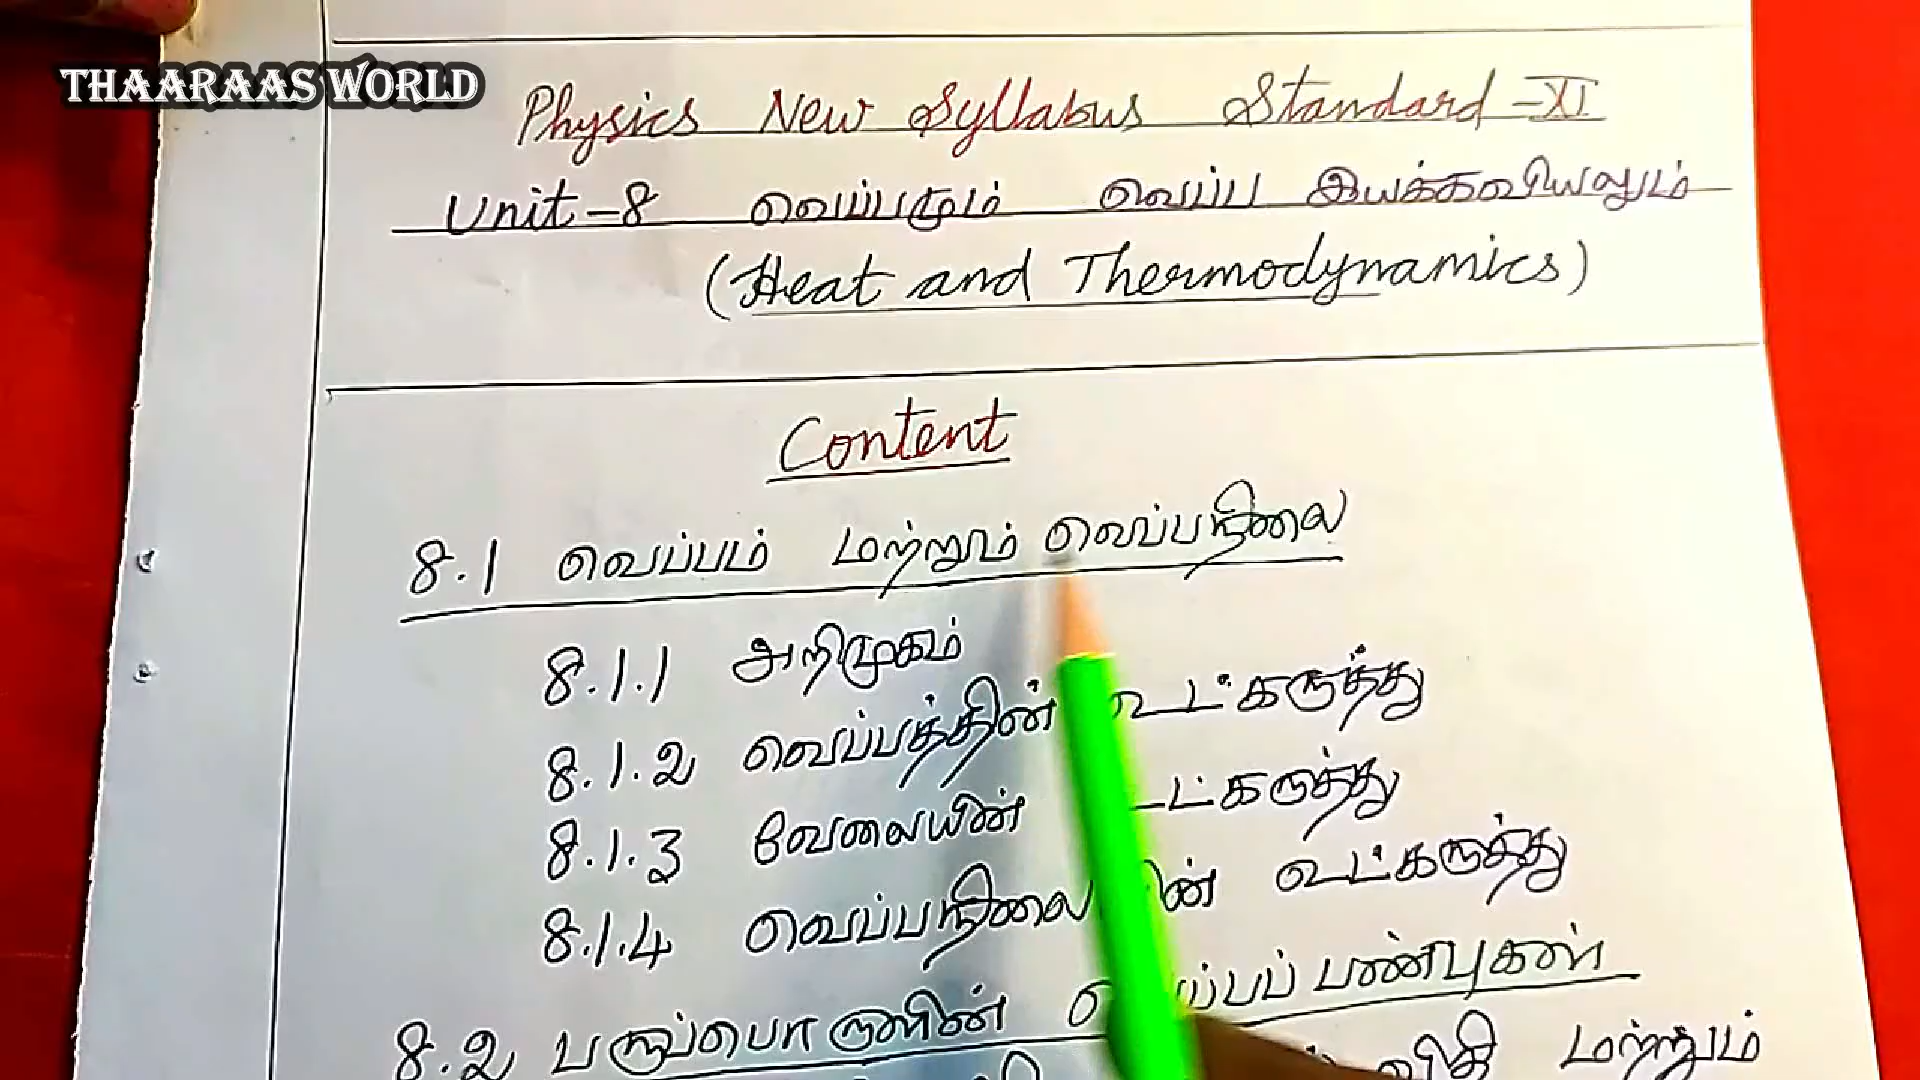 THAARAAS WORLD
Physics New Syllabus Standard-XI
Unit-8 வெப்பமும் வெப்ப இயக்கவியலும்
(Heat and Thermodynamics)
Content
8.1 வெப்பம் மற்றும் வெப்பநிலை
8.1.1 அறிமுகம்
8.1.2 வெப்பத்தின் உட்கருத்து
8.1.3 வேலையின் உட்கருத்து
8.1.4 வெப்பநிலையின் உட்கருத்து
8.2 பருப்பொருளின் வெப்பப் பண்புகள்
விதி மற்றும்